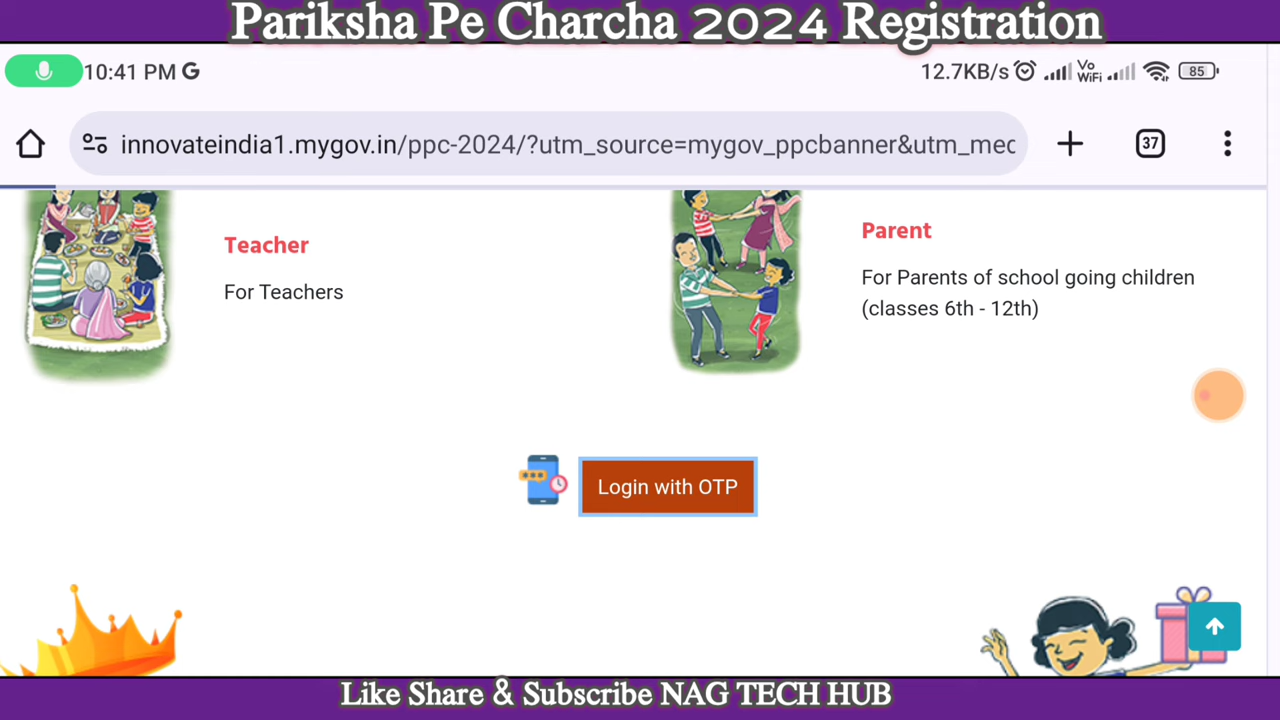 Pariksha Pe Charcha 2024 Registration
10:41 PM G 12.7KB/s Vo WiFi 85
innovateindia1.mygov.in/ppc-2024/?utm_source=mygov_ppcbanner&utm_mec 37
Teacher
For Teachers
Parent
For Parents of school going children
(classes 6th - 12th)
Login with OTP
Like Share & Subscribe NAG TECH HUB